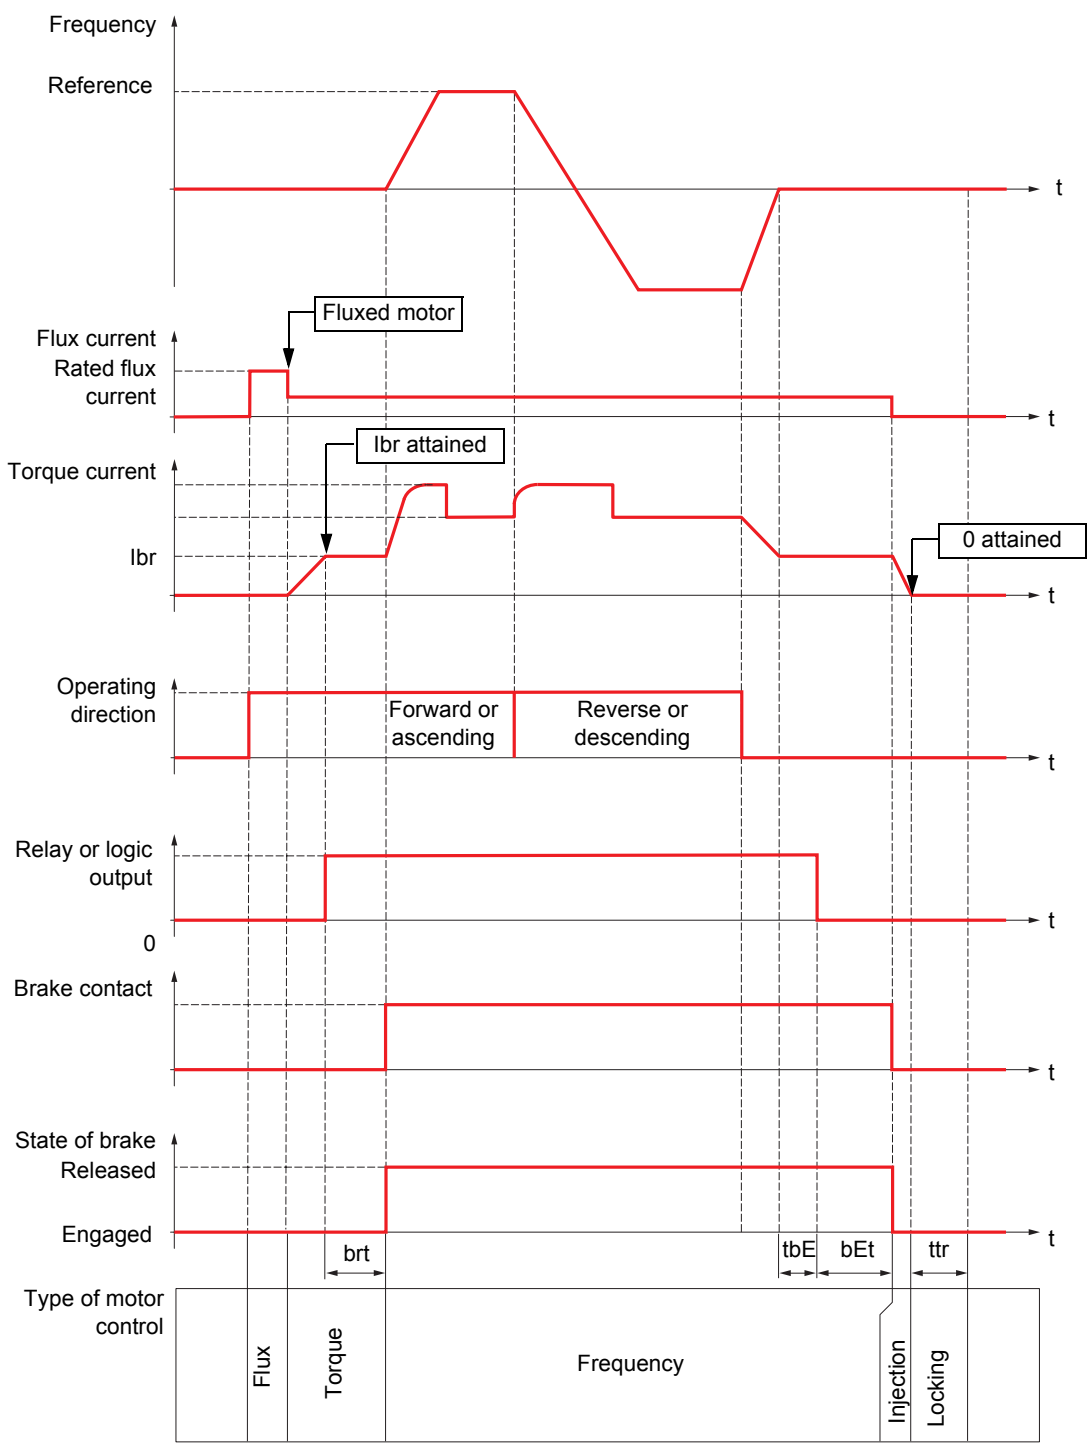 Frequency
Reference
t
Fluxed motor
Flux current
Rated flux
current
t
Ibr attained
Torque current
Ibr
0 attained
t
Operating
direction
Forward or
ascending
Reverse or
descending
t
Relay or logic
output
0
t
Brake contact
t
State of brake
Released
Engaged
t
brt
tbE
bEt
ttr
Type of motor
control
Flux
Torque
Frequency
Injection
Locking